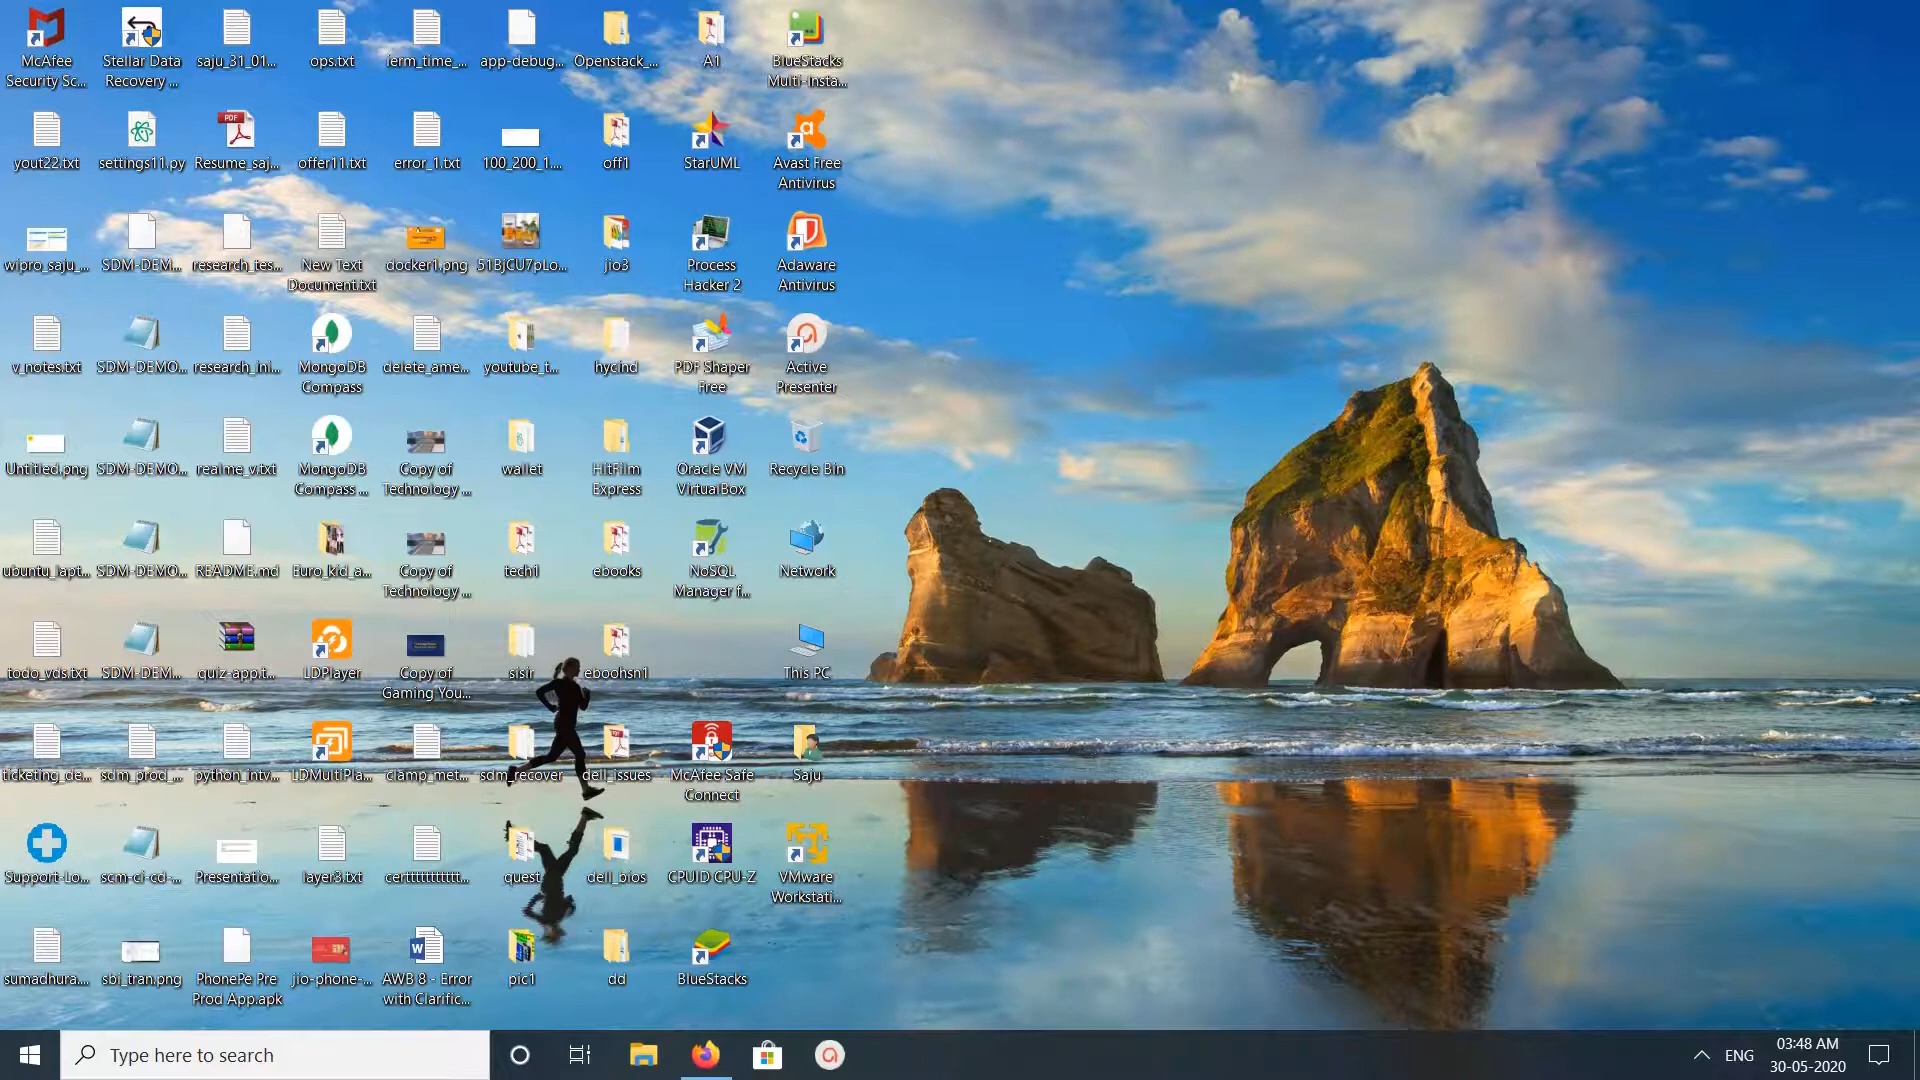 McAfee
Security Sc...
Stellar Data
Recovery ...
saju_31_01...
ops.txt
ierm_time_...
app-debug...
Openstack_...
A1
BlueStacks
Multi-Insta...
yout22.txt
settings11.py
Resume_saj...
offer11.txt
error_1.txt
100_200_1....
off1
StarUML
Avast Free
Antivirus
wipro_saju_...
SDM-DEM...
research_tes...
New Text
Document.txt
docker1.png
51BjCU7pLo...
jio3
Process
Hacker 2
Adaware
Antivirus
v_notes.txt
SDM-DEMO...
research_ini...
MongoDB
Compass
delete_ame...
youtube_t...
hycind
PDF Shaper
Free
Active
Presenter
Untitled.png
SDM-DEMO...
realme_v.txt
MongoDB
Compass ...
Copy of
Technology ...
wallet
HitFilm
Express
Oracle VM
VirtualBox
Recycle Bin
ubuntu_lapt...
SDM-DEMO...
README.md
Euro_kid_a...
Copy of
Technology ...
tech1
ebooks
NoSQL
Manager f...
Network
todo_vds.txt
SDM-DEM...
quiz-app.t...
LDPlayer
Copy of
Gaming You...
sisir
eboohsn1
This PC
ticketing_de...
sdm_prod_...
python_intv...
LDMultiPla...
clamp_met...
sdm_recover
dell_issues
McAfee Safe
Connect
Saju
Support-Lo...
scm-ci-cd-...
Presentatio...
layer3.txt
quest
dell_bios
CPUID CPU-Z
VMware
Workstati...
sumadhura....
sbi_tran.png
PhonePe Pre
Prod App.apk
jio-phone-...
AWB 8 - Error
with Clarific...
pic1
dd
BlueStacks
Type here to search
ENG
03:48 AM
30-05-2020